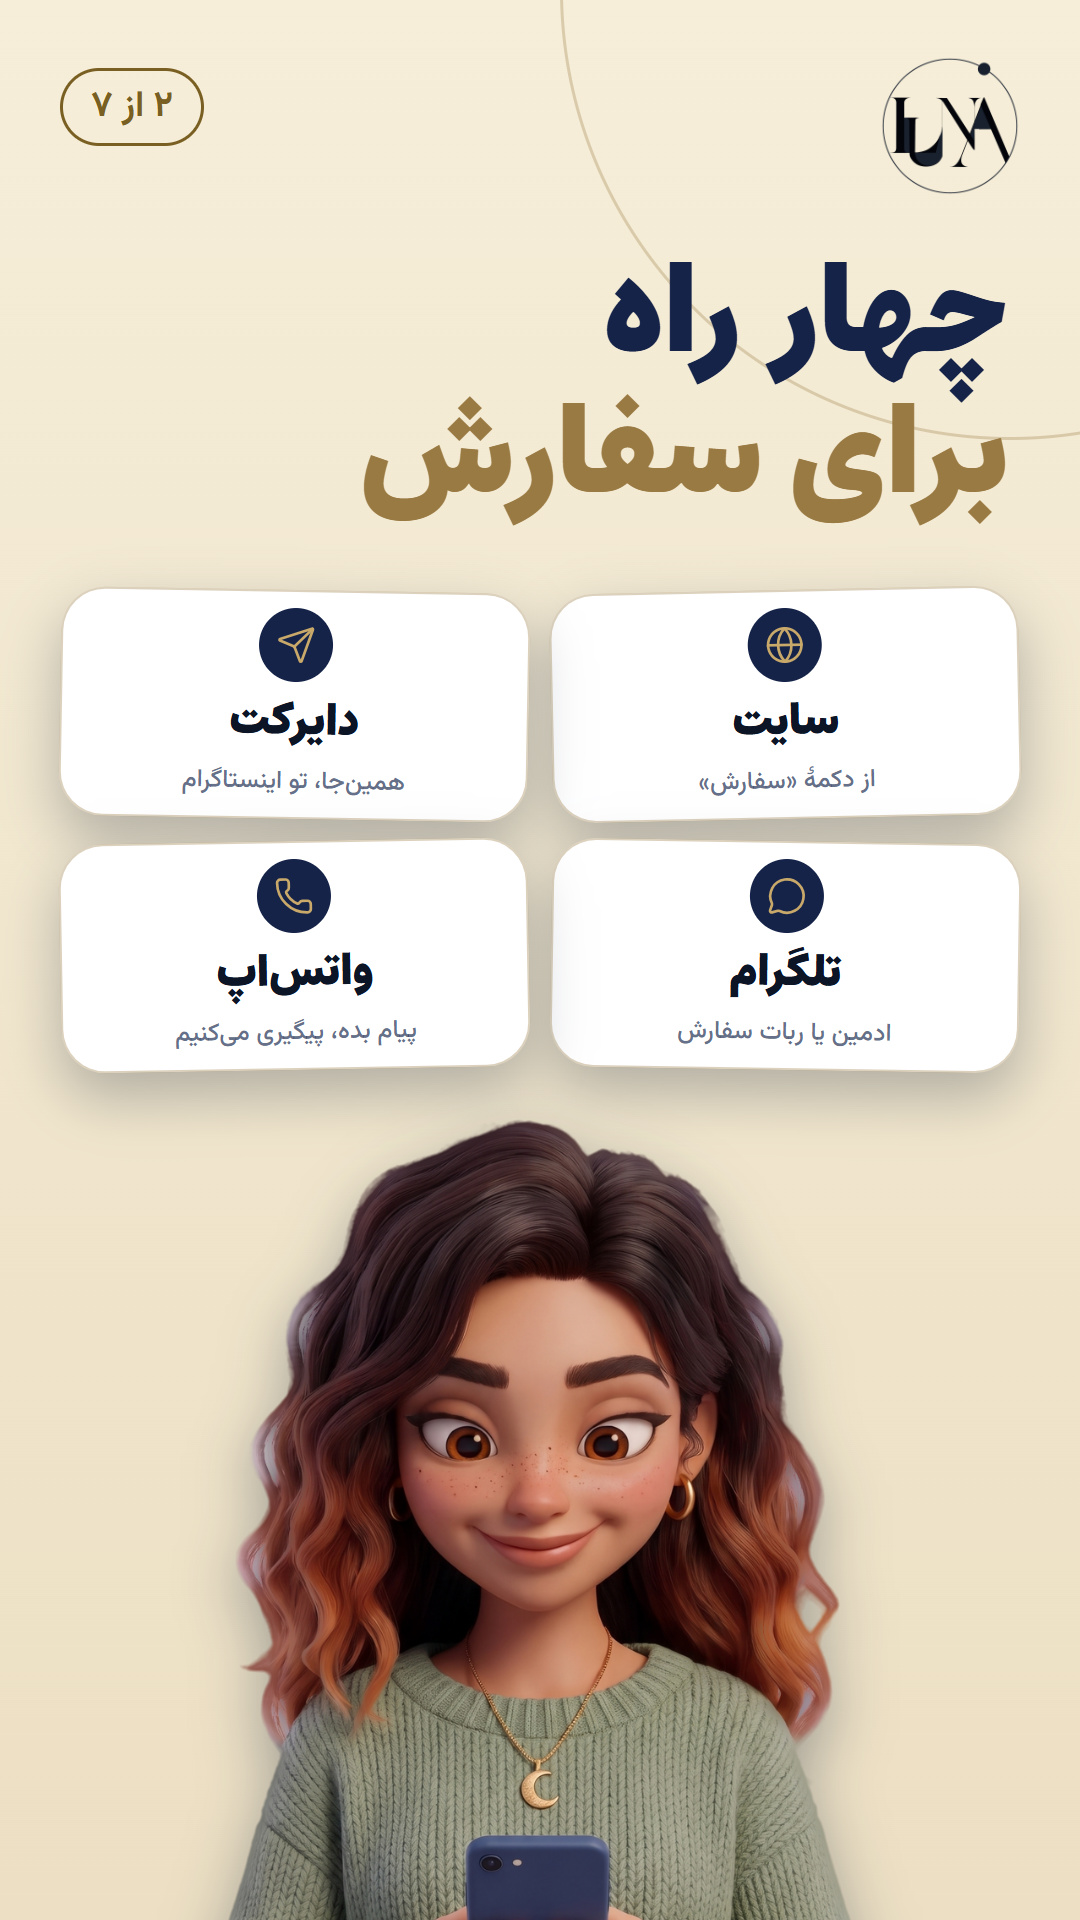 LUNA
۲ از ۷
چهار راه
برای سفارش
سایت
از دکمهٔ «سفارش»
دایرکت
همین‌جا، تو اینستاگرام
تلگرام
ادمین یا ربات سفارش
واتس‌اپ
پیام بده، پیگیری می‌کنیم